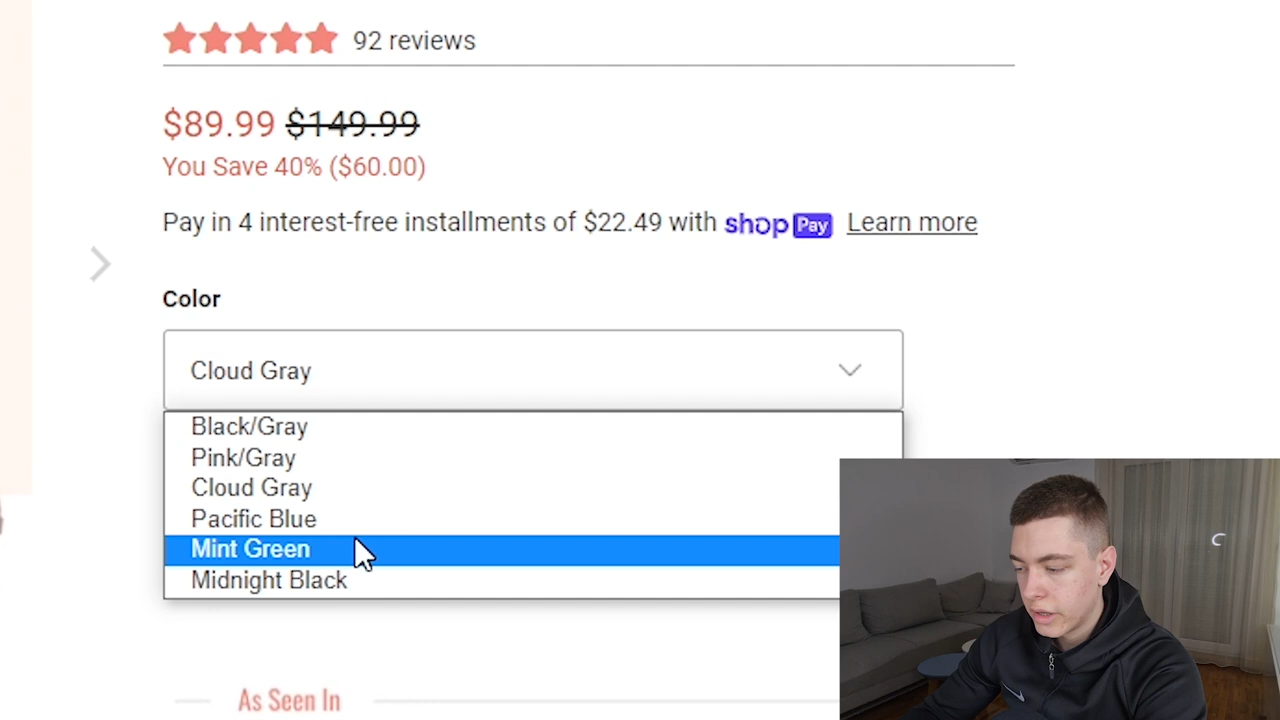 92 reviews
$89.99 $149.99
You Save 40% ($60.00)
Pay in 4 interest-free installments of $22.49 with shop Pay Learn more
Color
Cloud Gray
Black/Gray
Pink/Gray
Cloud Gray
Pacific Blue
Mint Green
Midnight Black
As Seen In